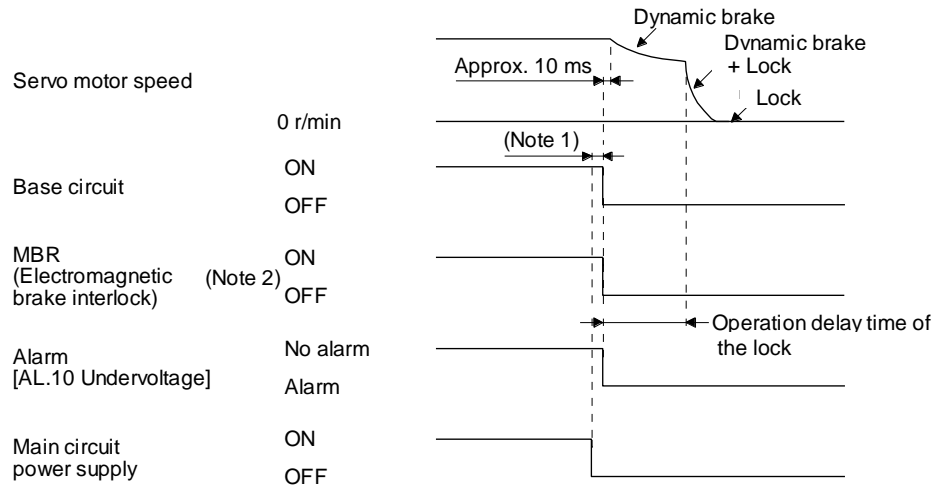 Dynamic brake
Dynamic brake
+ Lock
Approx. 10 ms
Servo motor speed
Lock
0 r/min
(Note 1)
ON
Base circuit
OFF
MBR
(Electromagnetic
brake interlock)
(Note 2)
ON
OFF
Operation delay time of
the lock
Alarm
[AL.10 Undervoltage]
No alarm
Alarm
Main circuit
power supply
ON
OFF